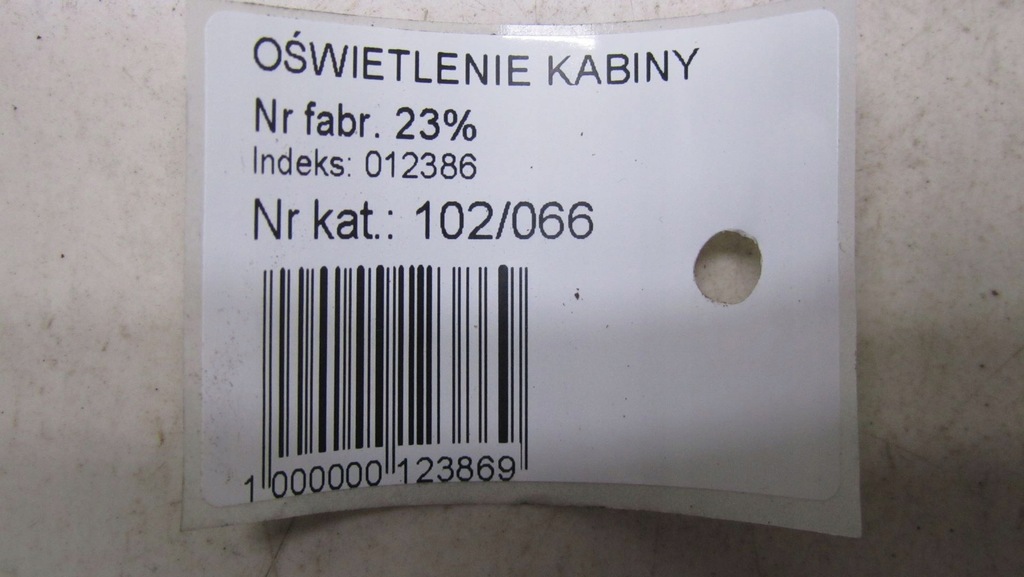 OŚWIETLENIE KABINY
Nr fabr. 23%
Indeks: 012386
Nr kat.: 102/066
1 000000 123869